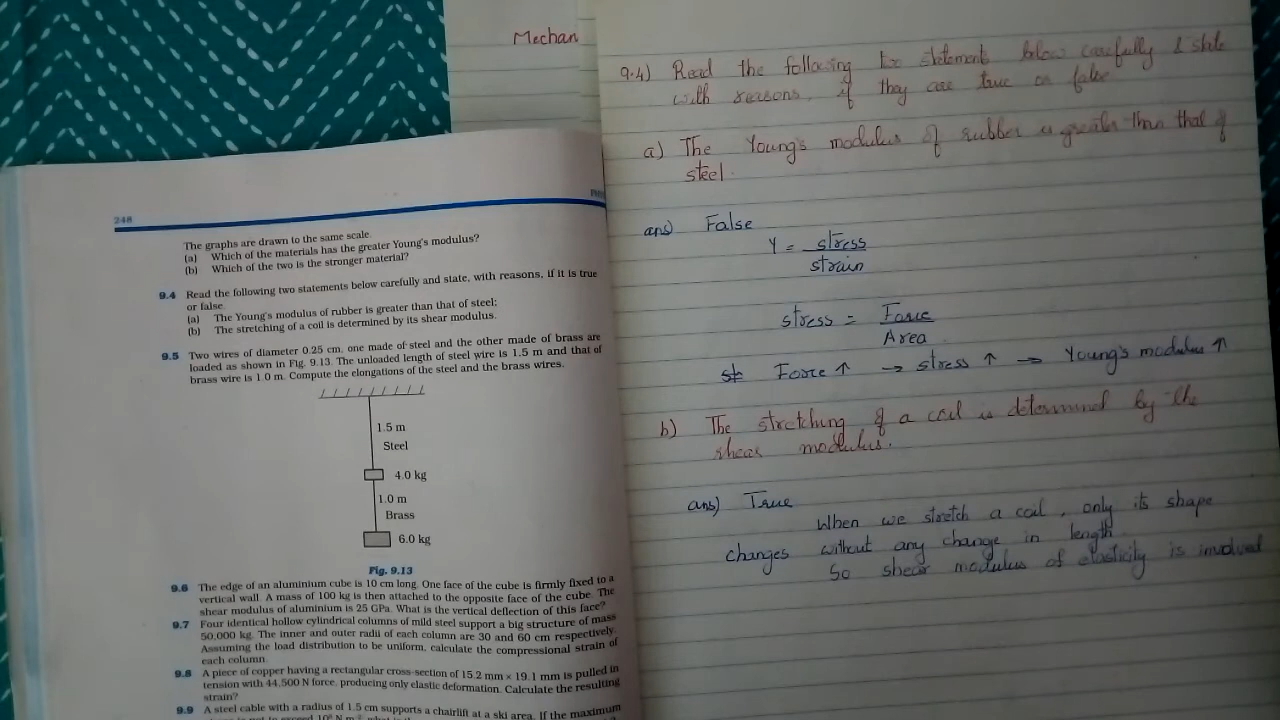 248
The graphs are drawn to the same scale.
(a) Which of the materials has the greater Young's modulus?
(b) Which of the two is the stronger material?
9.4 Read the following two statements below carefully and state, with reasons, if it is true
or false
(a) The Young's modulus of rubber is greater than that of steel;
(b) The stretching of a coil is determined by its shear modulus.
9.5 Two wires of diameter 0.25 cm, one made of steel and the other made of brass are
loaded as shown in Fig. 9.13. The unloaded length of steel wire is 1.5 m and that of
brass wire is 1.0 m. Compute the elongations of the steel and the brass wires.
1.5 m
Steel
4.0 kg
1.0 m
Brass
6.0 kg
Fig. 9.13
9.6 The edge of an aluminium cube is 10 cm long. One face of the cube is firmly fixed to a
vertical wall. A mass of 100 kg is then attached to the opposite face of the cube. The
shear modulus of aluminium is 25 GPa. What is the vertical deflection of this face?
9.7 Four identical hollow cylindrical columns of mild steel support a big structure of mass
50,000 kg. The inner and outer radii of each column are 30 and 60 cm respectively.
Assuming the load distribution to be uniform, calculate the compressional strain of
each column.
9.8 A piece of copper having a rectangular cross-section of 15.2 mm × 19.1 mm is pulled in
tension with 44,500 N force, producing only elastic deformation. Calculate the resulting
strain?
9.9 A steel cable with a radius of 1.5 cm supports a chairlift at a ski area. If the maximum
Mechan
9.4) Read the following two statements below carefully & state
with reasons, if they are true or false
a) The Young's modulus of rubber is greater than that of
steel.
ans) False
Y = stress
strain
stress = Force
Area
Force ↑ → stress ↑ → Young's modulus ↑
b) The stretching of a coil is determined by the
shear modulus.
ans) True
When we stretch a coil, only its shape
changes without any change in length.
So shear modulus of elasticity is involved